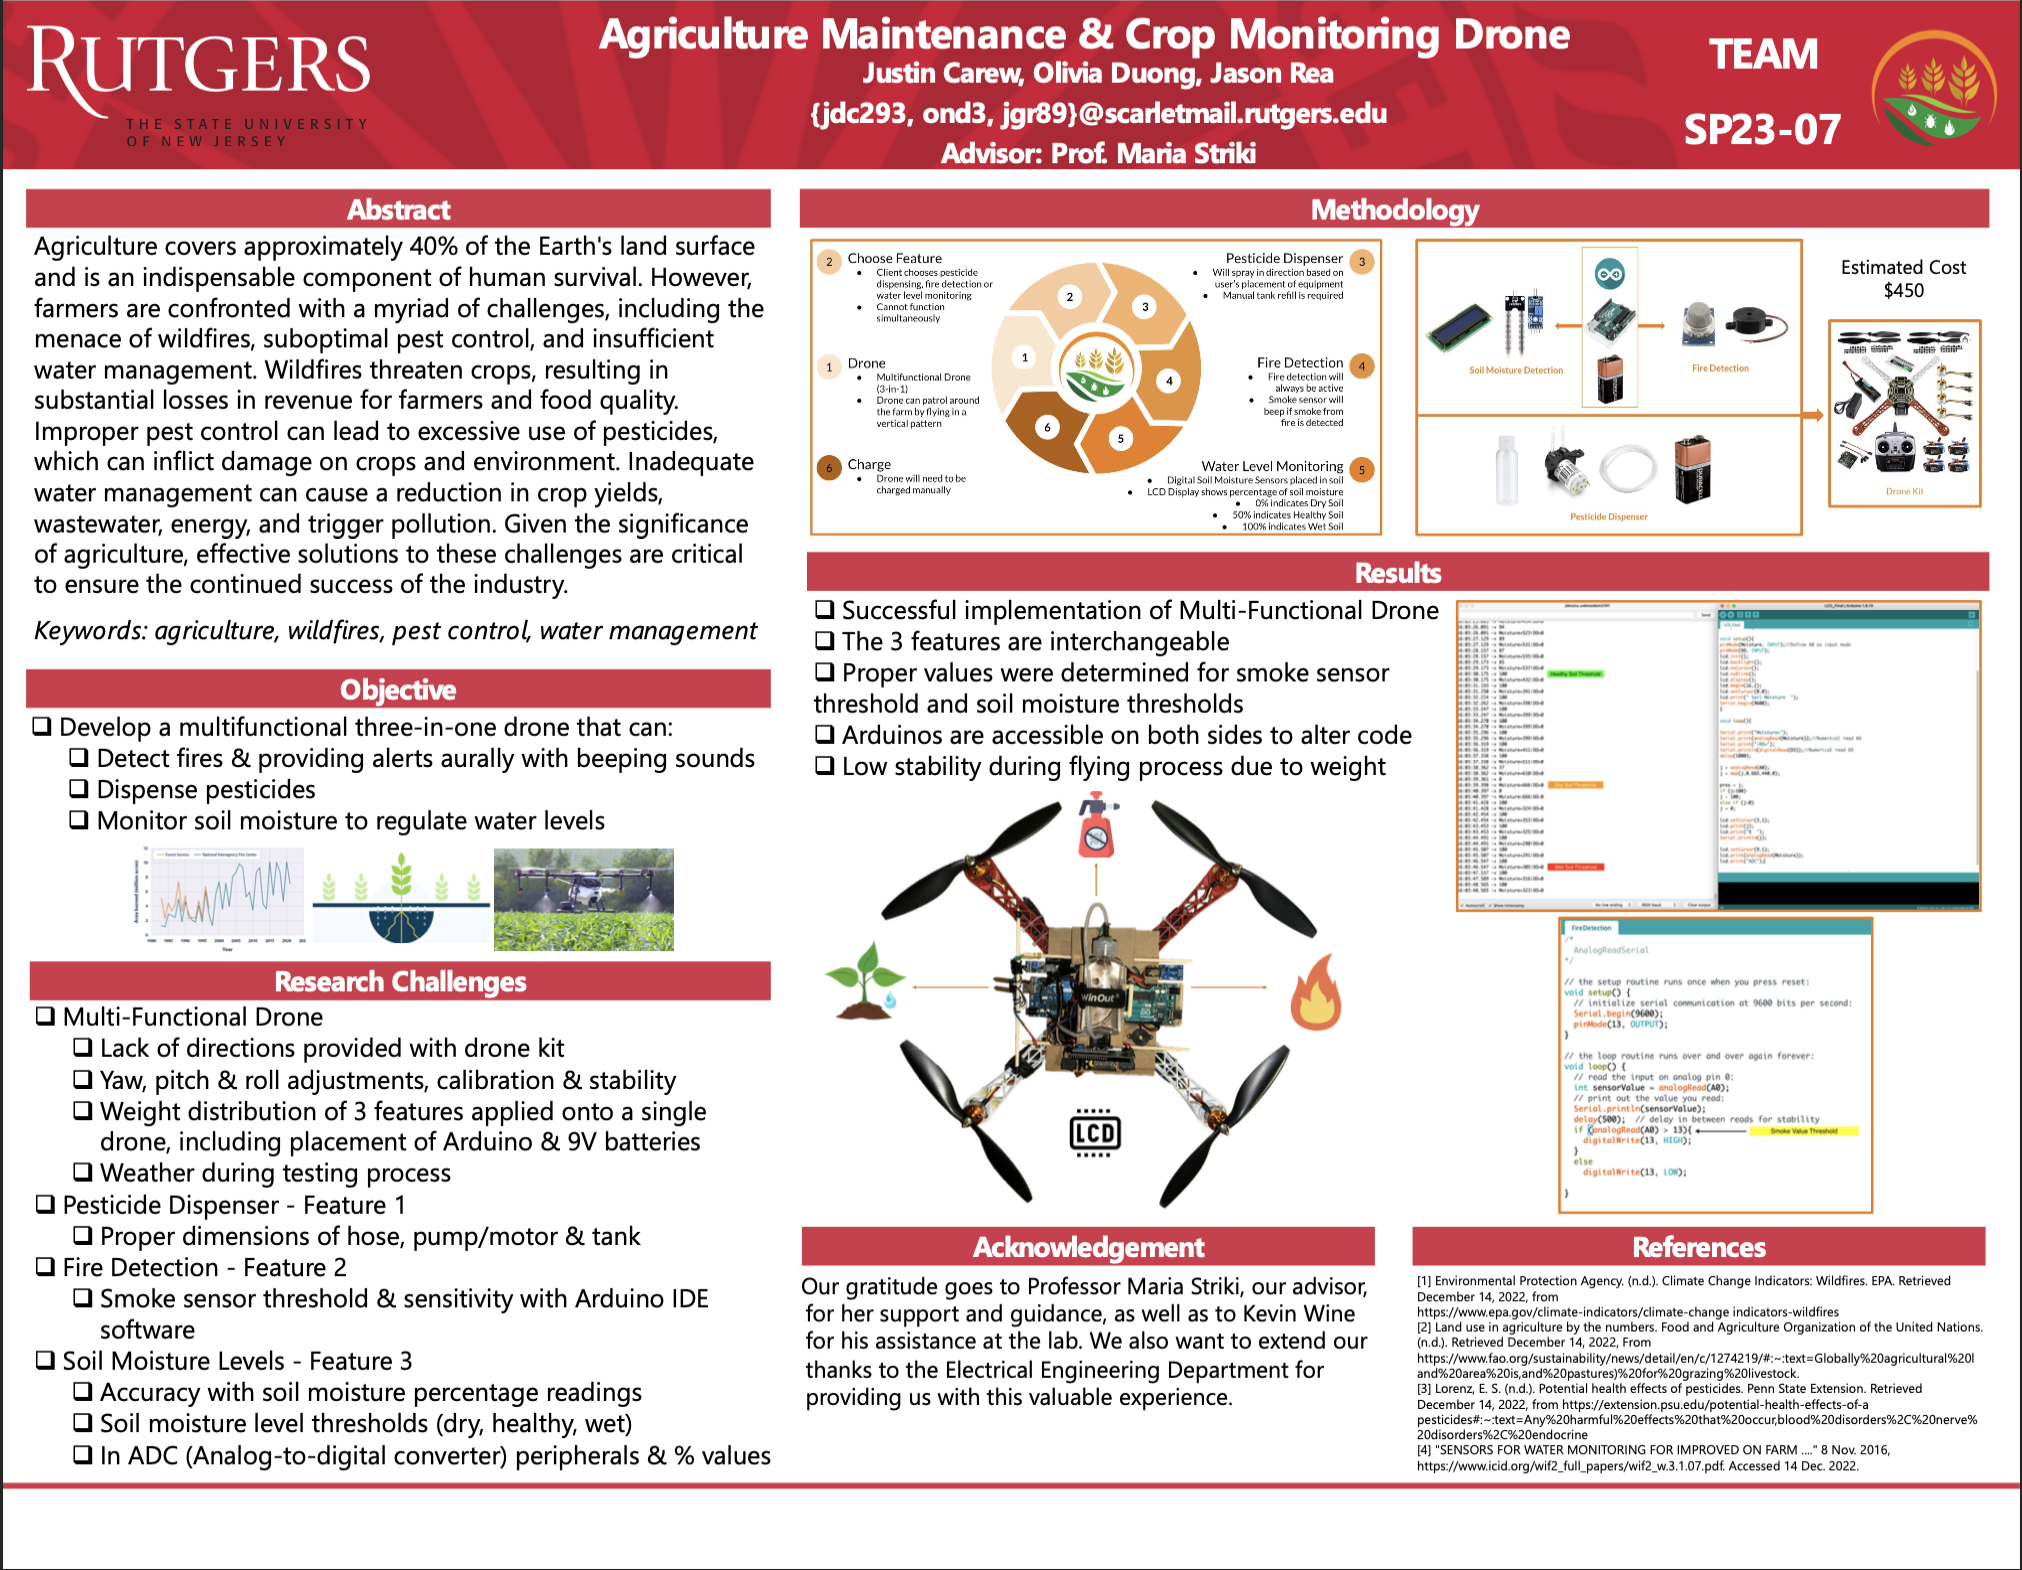 RUTGERS
THE STATE UNIVERSITY
OF NEW JERSEY
Agriculture Maintenance & Crop Monitoring Drone
Justin Carew, Olivia Duong, Jason Rea
{jdc293, ond3, jgr89}@scarletmail.rutgers.edu
Advisor: Prof. Maria Striki
TEAM
SP23-07
Abstract
Agriculture covers approximately 40% of the Earth's land surface
and is an indispensable component of human survival. However,
farmers are confronted with a myriad of challenges, including the
menace of wildfires, suboptimal pest control, and insufficient
water management. Wildfires threaten crops, resulting in
substantial losses in revenue for farmers and food quality.
Improper pest control can lead to excessive use of pesticides,
which can inflict damage on crops and environment. Inadequate
water management can cause a reduction in crop yields,
wastewater, energy, and trigger pollution. Given the significance
of agriculture, effective solutions to these challenges are critical
to ensure the continued success of the industry.
Keywords: agriculture, wildfires, pest control, water management
Objective
❑ Develop a multifunctional three-in-one drone that can:
❑ Detect fires & providing alerts aurally with beeping sounds
❑ Dispense pesticides
❑ Monitor soil moisture to regulate water levels
Forest Service
National Interagency Fire Center
Area burned (million acres)
Year
Research Challenges
❑ Multi-Functional Drone
❑ Lack of directions provided with drone kit
❑ Yaw, pitch & roll adjustments, calibration & stability
❑ Weight distribution of 3 features applied onto a single
drone, including placement of Arduino & 9V batteries
❑ Weather during testing process
❑ Pesticide Dispenser - Feature 1
❑ Proper dimensions of hose, pump/motor & tank
❑ Fire Detection - Feature 2
❑ Smoke sensor threshold & sensitivity with Arduino IDE
software
❑ Soil Moisture Levels - Feature 3
❑ Accuracy with soil moisture percentage readings
❑ Soil moisture level thresholds (dry, healthy, wet)
❑ In ADC (Analog-to-digital converter) peripherals & % values
Methodology
2 Choose Feature
• Client chooses pesticide
dispensing, fire detection or
water level monitoring
• Cannot function
simultaneously
1 Drone
• Multifunctional Drone
(3-in-1)
• Drone can patrol around
the farm by flying in a
vertical pattern
6 Charge
• Drone will need to be
charged manually
1
2
3
4
5
6
Pesticide Dispenser 3
• Will spray in direction based on
user's placement of equipment
• Manual tank refill is required
Fire Detection 4
• Fire detection will
always be active
• Smoke sensor will
beep if smoke from
fire is detected
Water Level Monitoring 5
• Digital Soil Moisture Sensors placed in soil
• LCD Display shows percentage of soil moisture
• 0% indicates Dry Soil
• 50% indicates Healthy Soil
• 100% indicates Wet Soil
Soil Moisture Detection
Fire Detection
DURACELL
Pesticide Dispenser
Estimated Cost
$450
Drone Kit
Results
❑ Successful implementation of Multi-Functional Drone
❑ The 3 features are interchangeable
❑ Proper values were determined for smoke sensor
threshold and soil moisture thresholds
❑ Arduinos are accessible on both sides to alter code
❑ Low stability during flying process due to weight
WinOut
LCD
Healthy Soil Threshold
Dry Soil Threshold
Wet Soil Threshold
FireDetection
/*
AnalogReadSerial
*/
// the setup routine runs once when you press reset:
void setup() {
// initialize serial communication at 9600 bits per second:
Serial.begin(9600);
pinMode(13, OUTPUT);
}
// the loop routine runs over and over again forever:
void loop() {
// read the input on analog pin 0:
int sensorValue = analogRead(A0);
// print out the value you read:
Serial.println(sensorValue);
delay(500); // delay in between reads for stability
if (analogRead(A0) > 13){
Smoke Value Threshold
digitalWrite(13, HIGH);
}
else
digitalWrite(13, LOW);
}
Acknowledgement
Our gratitude goes to Professor Maria Striki, our advisor,
for her support and guidance, as well as to Kevin Wine
for his assistance at the lab. We also want to extend our
thanks to the Electrical Engineering Department for
providing us with this valuable experience.
References
[1] Environmental Protection Agency. (n.d.). Climate Change Indicators: Wildfires. EPA. Retrieved
December 14, 2022, from
https://www.epa.gov/climate-indicators/climate-change indicators-wildfires
[2] Land use in agriculture by the numbers. Food and Agriculture Organization of the United Nations.
(n.d.). Retrieved December 14, 2022, From
https://www.fao.org/sustainability/news/detail/en/c/1274219/#:~:text=Globally%20agricultural%20l
and%20area%20is,and%20pastures)%20for%20grazing%20livestock.
[3] Lorenz, E. S. (n.d.). Potential health effects of pesticides. Penn State Extension. Retrieved
December 14, 2022, from https://extension.psu.edu/potential-health-effects-of-a
pesticides#:~:text=Any%20harmful%20effects%20that%20occur,blood%20disorders%2C%20nerve%
20disorders%2C%20endocrine
[4] "SENSORS FOR WATER MONITORING FOR IMPROVED ON FARM ...." 8 Nov. 2016,
https://www.icid.org/wif2_full_papers/wif2_w.3.1.07.pdf. Accessed 14 Dec. 2022.